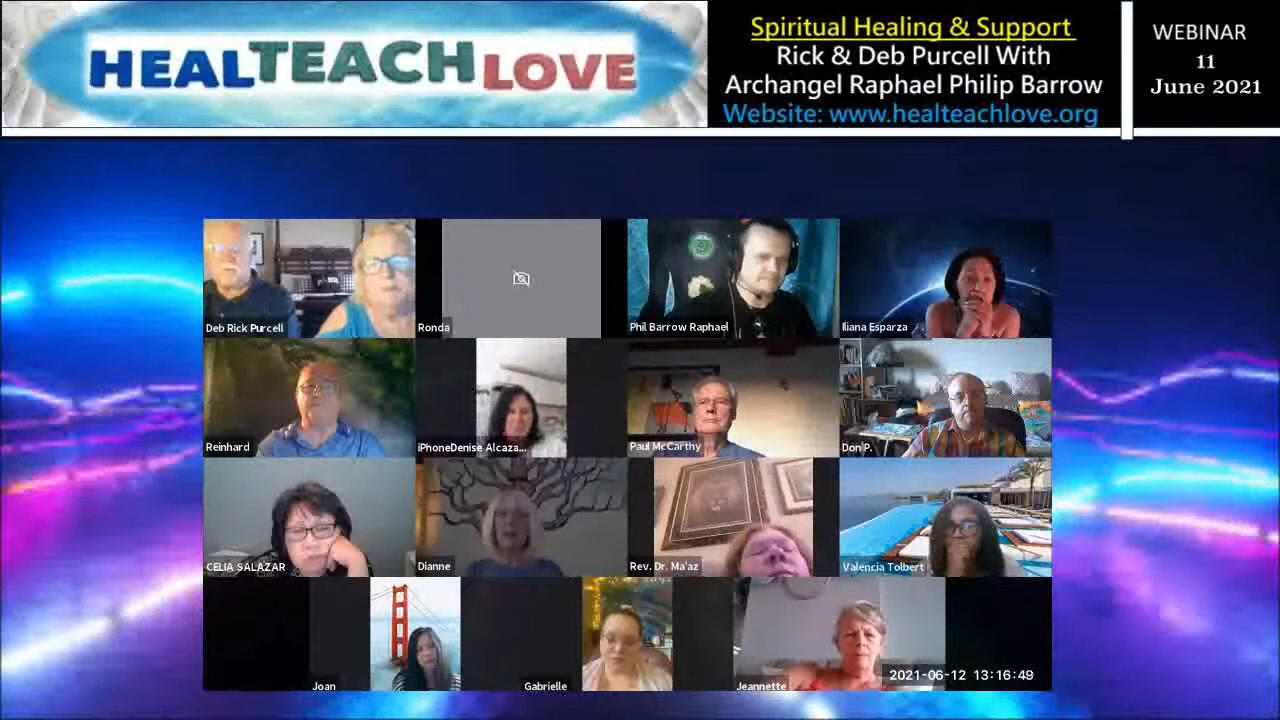 HEALTEACHLOVE
Spiritual Healing & Support
Rick & Deb Purcell With
Archangel Raphael Philip Barrow
Website: www.healteachlove.org
WEBINAR
11
June 2021
Deb Rick Purcell
Ronda
Phil Barrow Raphael
Iliana Esparza
Reinhard
iPhoneDenise Alcaza...
Paul McCarthy
Don P.
CELIA SALAZAR
Dianne
Rev. Dr. Ma'az
Valencia Tolbert
Joan
Gabrielle
Jeannette
2021-06-12 13:16:49